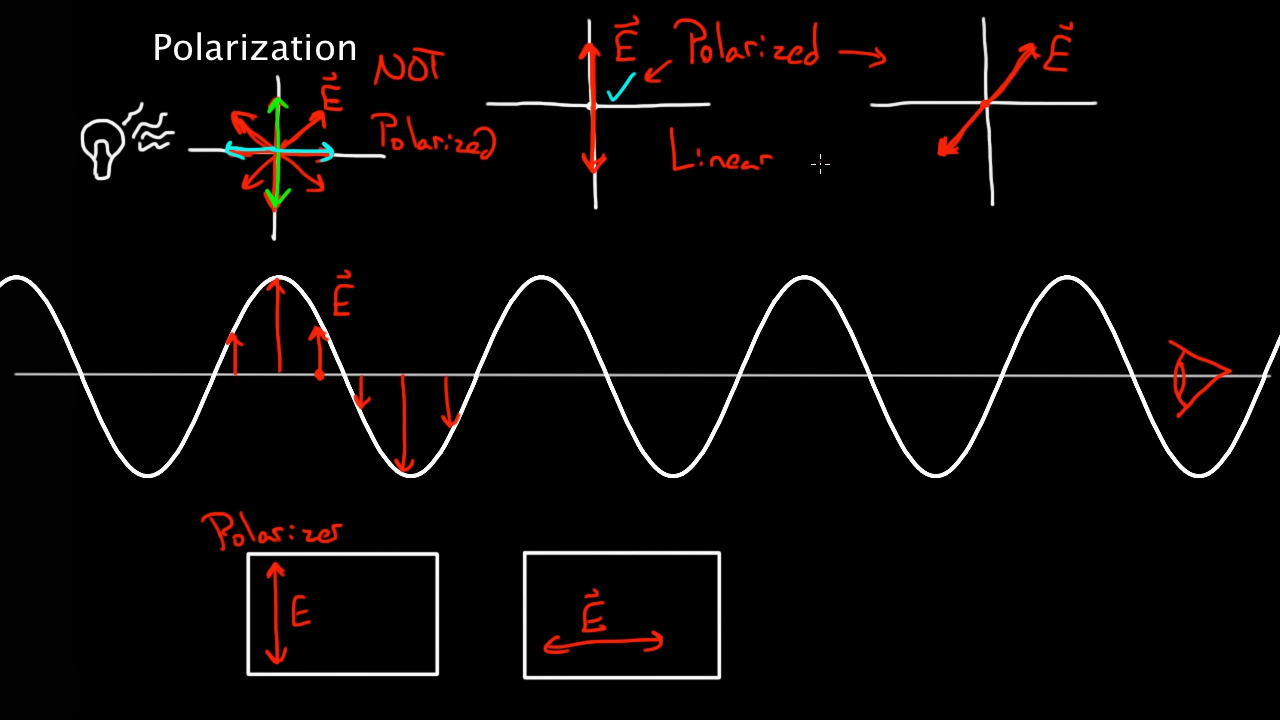 Polarization
NOT
Polarized
E⃗
E⃗
Polarized
Linear
E⃗
E⃗
Polarizer
E
E⃗